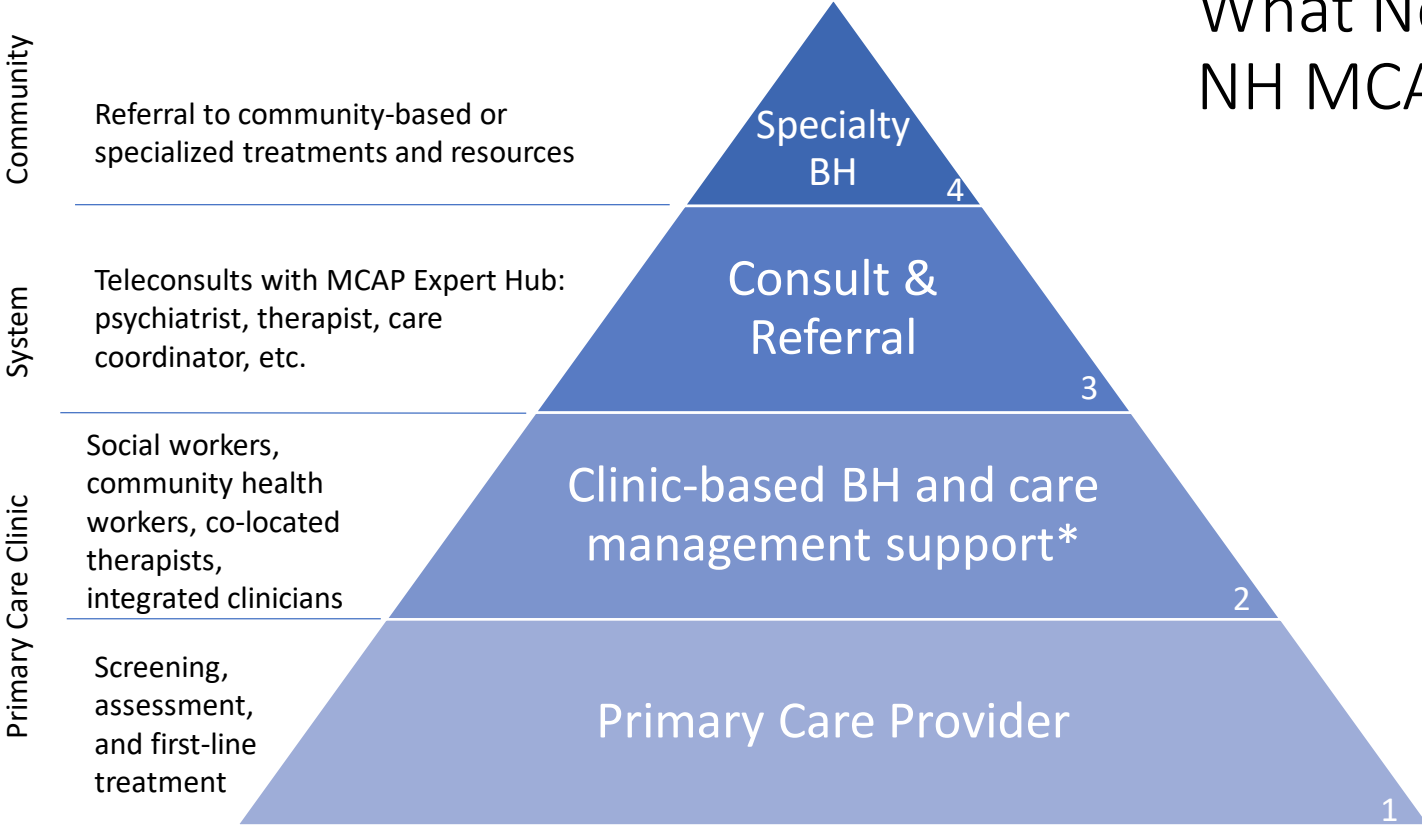 What
NH
Community
Referral to community-based or
specialized treatments and resources
Specialty
BH
4
System
Teleconsults with MCAP Expert Hub:
psychiatrist, therapist, care
coordinator, etc.
Consult &
Referral
3
Primary Care Clinic
Social workers,
community health
workers, co-located
therapists,
integrated clinicians
Clinic-based BH and care
management support*
2
Screening,
assessment,
and first-line
treatment
Primary Care Provider
1